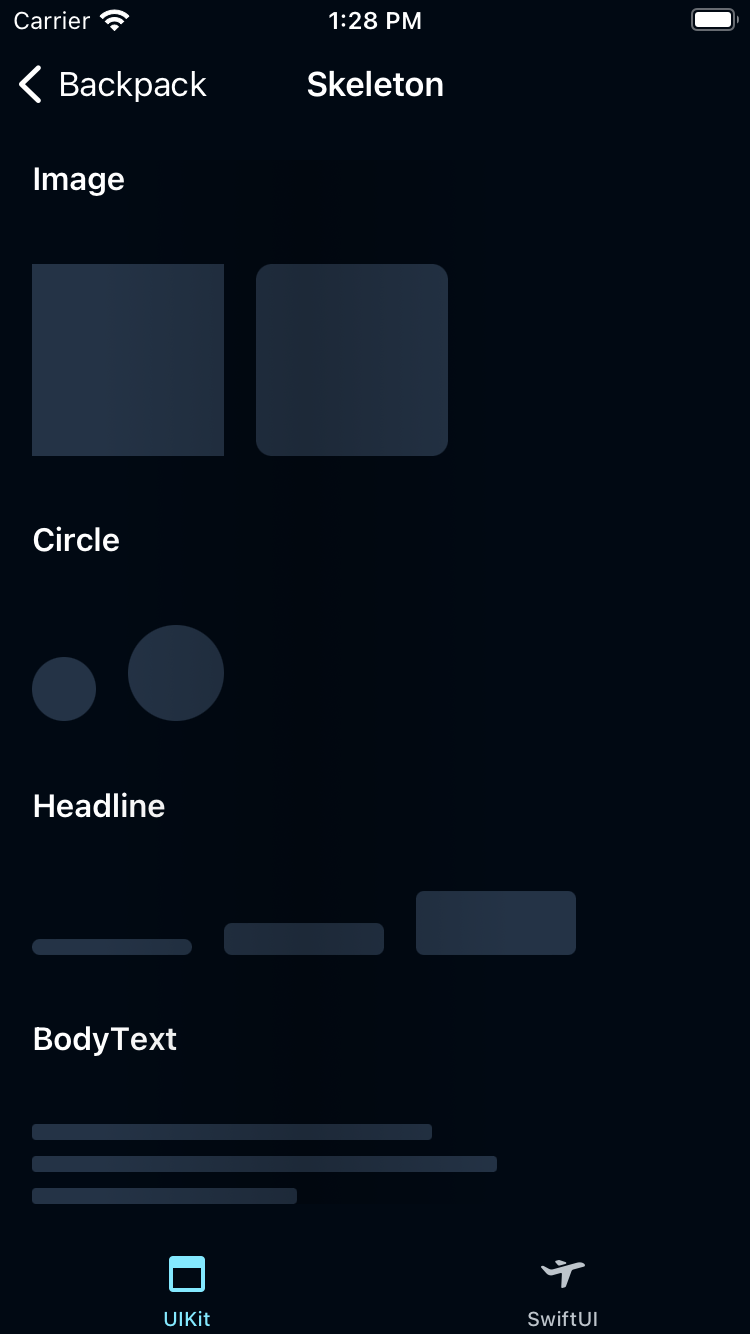 Carrier 1:28 PM
Backpack Skeleton
Image
Circle
Headline
BodyText
UIKit SwiftUI